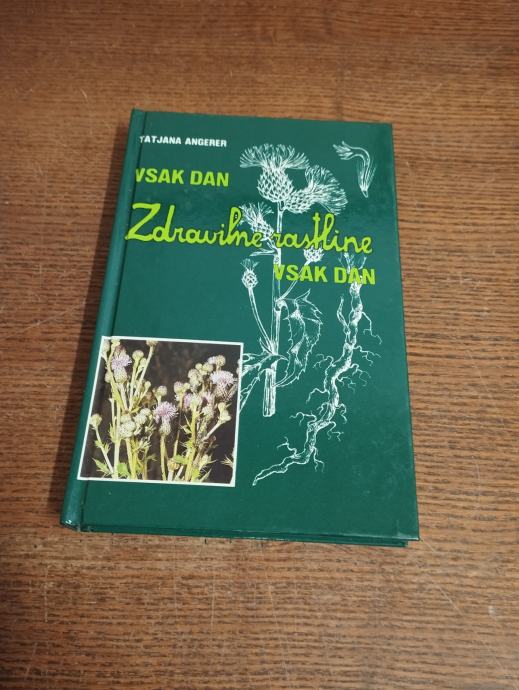 TATJANA ANGERER
VSAK DAN
Zdravilne rastline
VSAK DAN